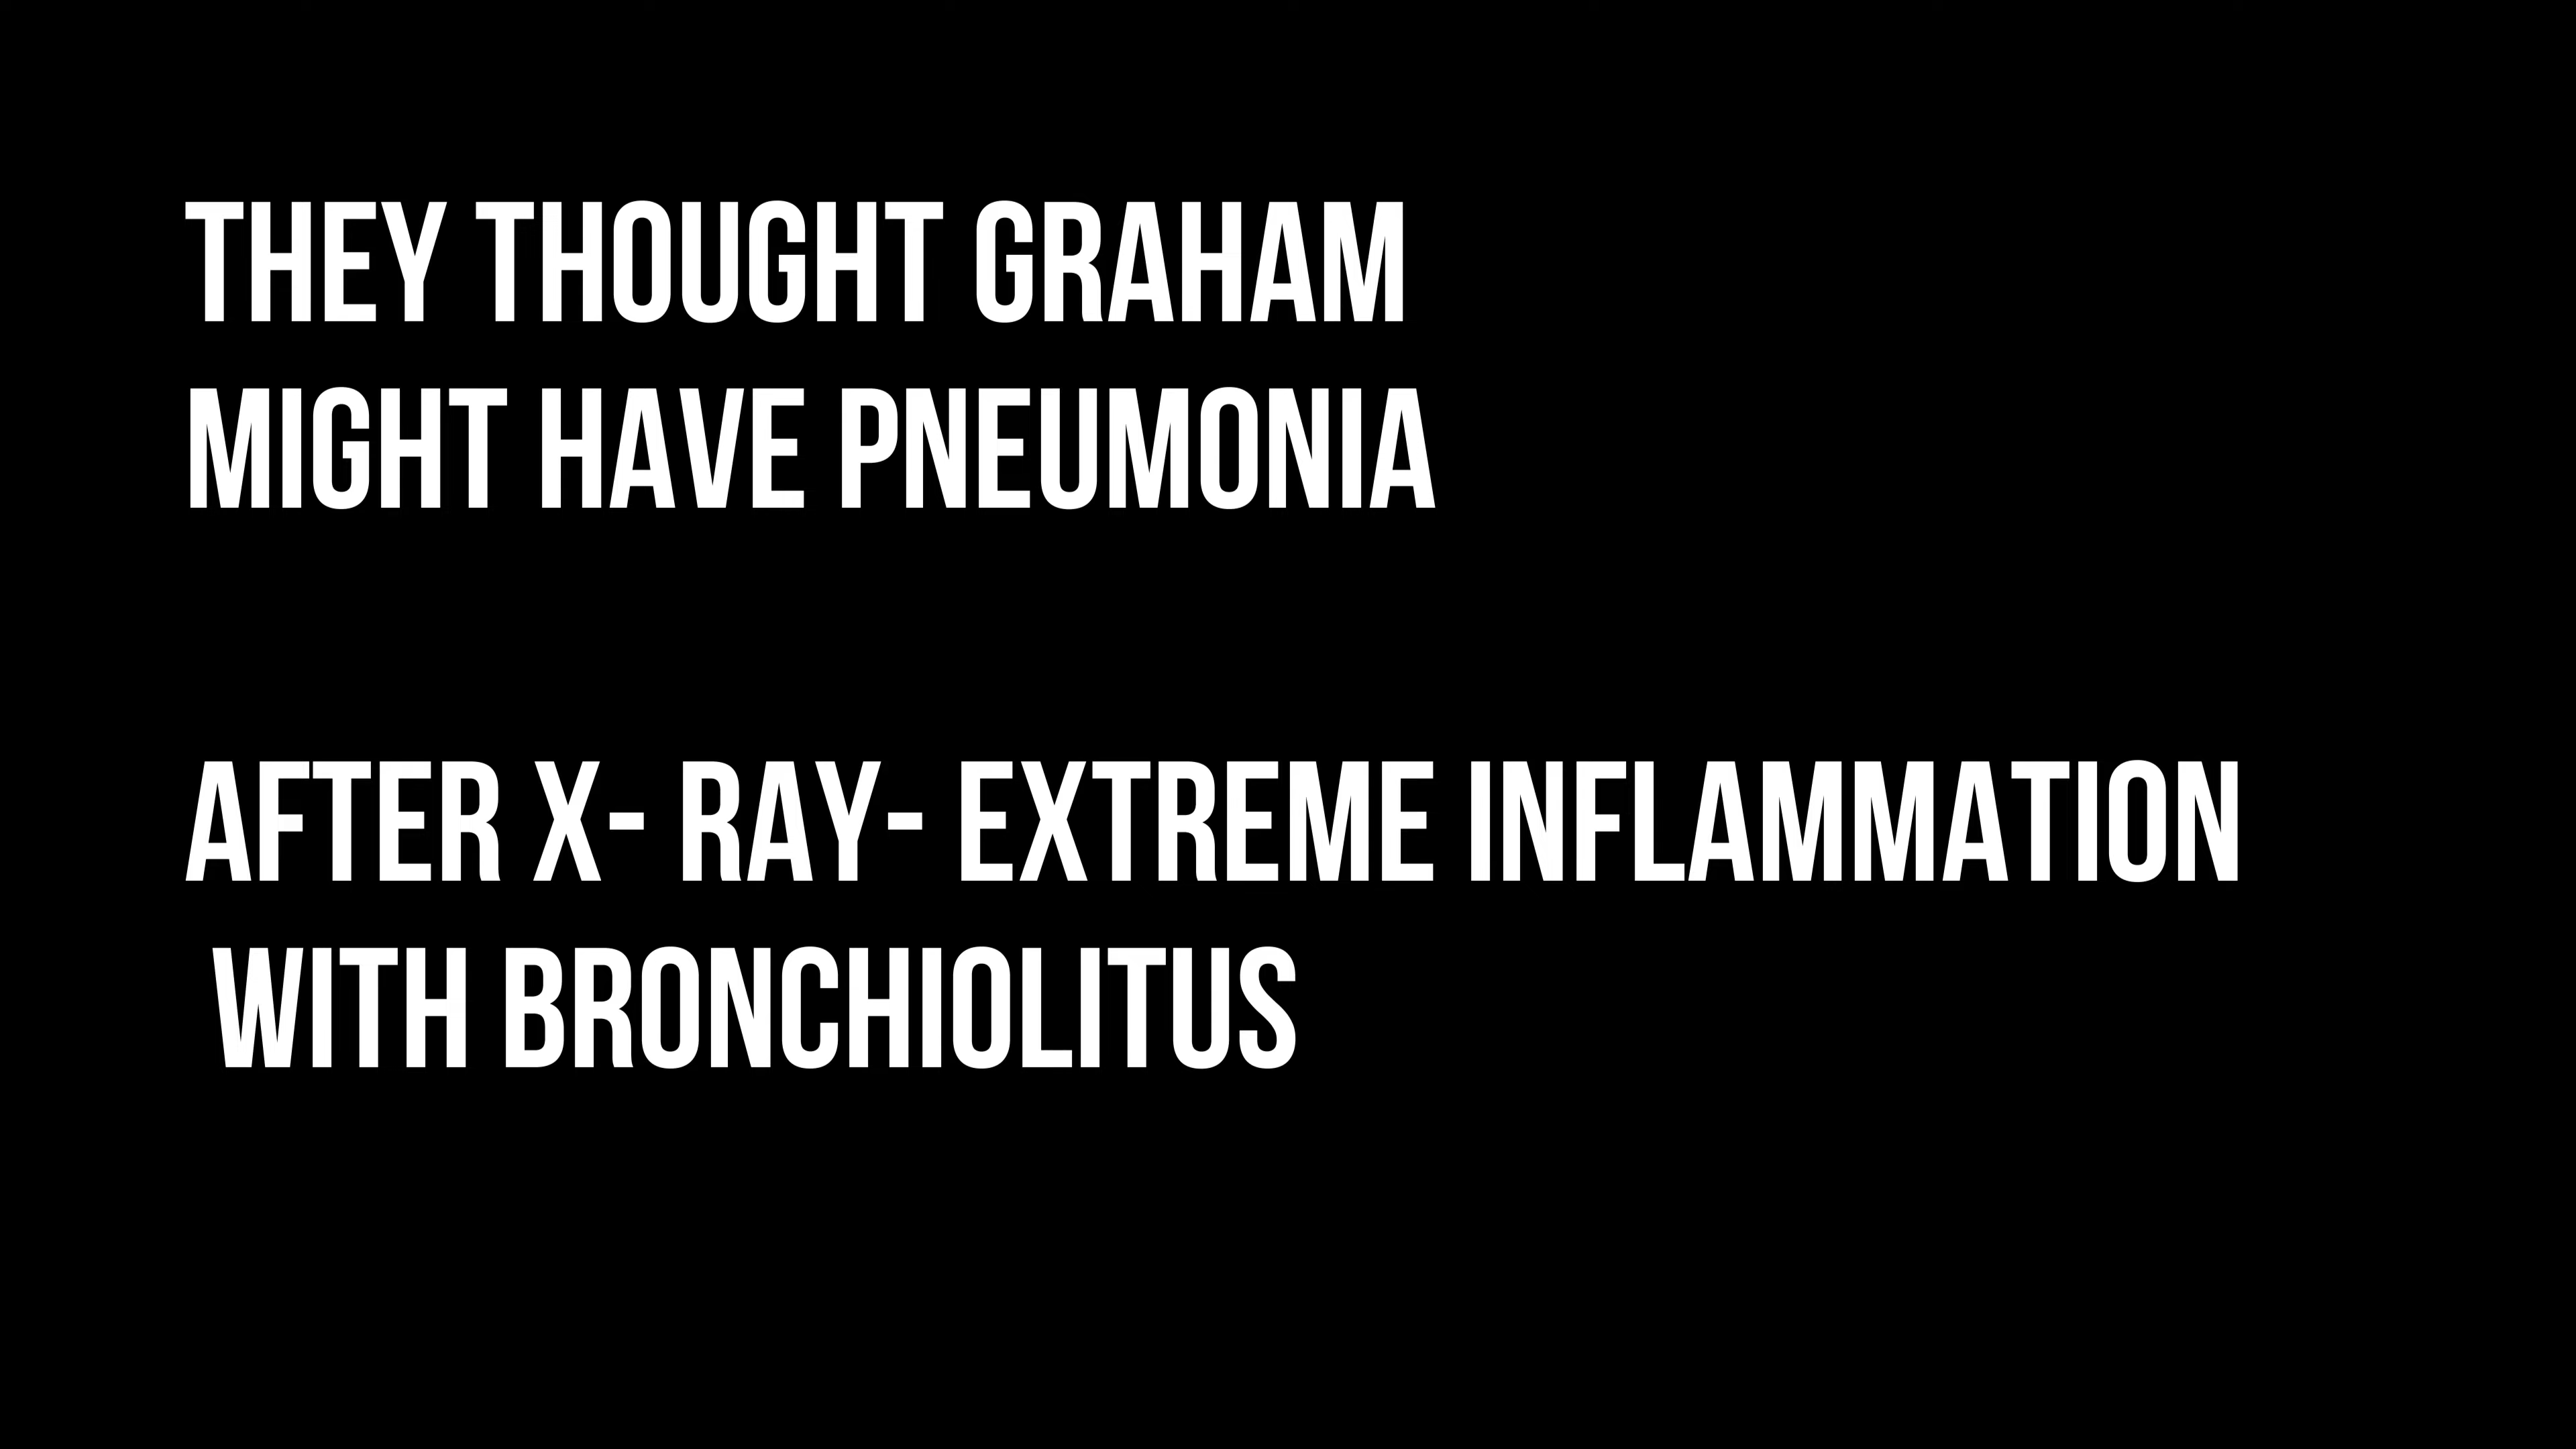 THEY THOUGHT GRAHAM
MIGHT HAVE PNEUMONIA
AFTER X- RAY- EXTREME INFLAMMATION
WITH BRONCHIOLITUS